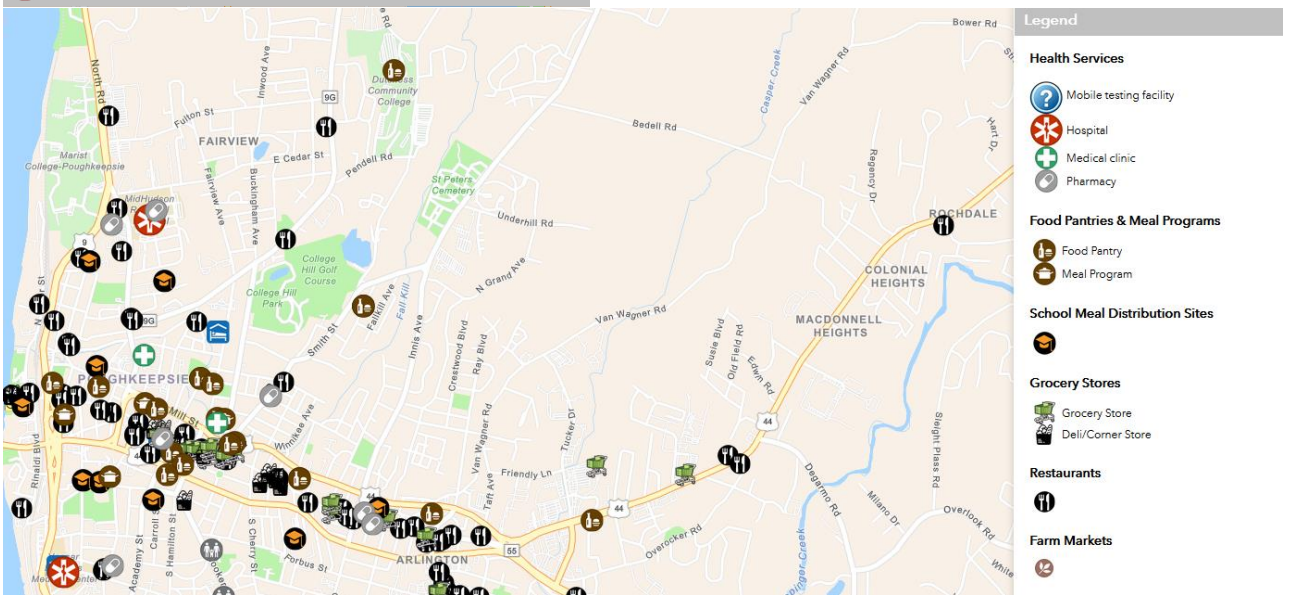 Legend
Health Services
Mobile testing facility
Hospital
Medical clinic
Pharmacy
Food Pantries & Meal Programs
Food Pantry
Meal Program
School Meal Distribution Sites
Grocery Stores
Grocery Store
Deli/Corner Store
Restaurants
Farm Markets
Bower Rd
North Rd
Inwood Ave
Community
College
9G
Casper Creek
Van Wagner Rd
Fulton St
FAIRVIEW
E Cedar St
Pendell Rd
Bedell Rd
Hart Dr
Marist
College-Poughkeepsie
St Peters
Cemetery
Regency Dr
Fairview Ave
Buckingham Ave
MidHudson
Underhill Rd
ROCHDALE
9
College
Hill Golf
Course
College Hill
Park
N Grand Ave
COLONIAL
HEIGHTS
Fallkill Ave
Fall Kill
9G
Smith St
Innis Ave
Van Wagner Rd
MACDONNELL
HEIGHTS
Crestwood Blvd
Ray Blvd
Susie Blvd
Old Field Rd
Edwin Rd
GHKEEPSIE
Mill St
Winnikee Ave
44
Rinaldi Blvd
Van Wagner Rd
Tucker Dr
Sleight Plass Rd
Friendly Ln
Taft Ave
44
44
Degarmo Rd
Milano Dr
Overlook Rd
Academy St
Carroll S
S Hamilton St
S Cherry St
Forbus St
ARLINGTON
55
Overocker Rd
White